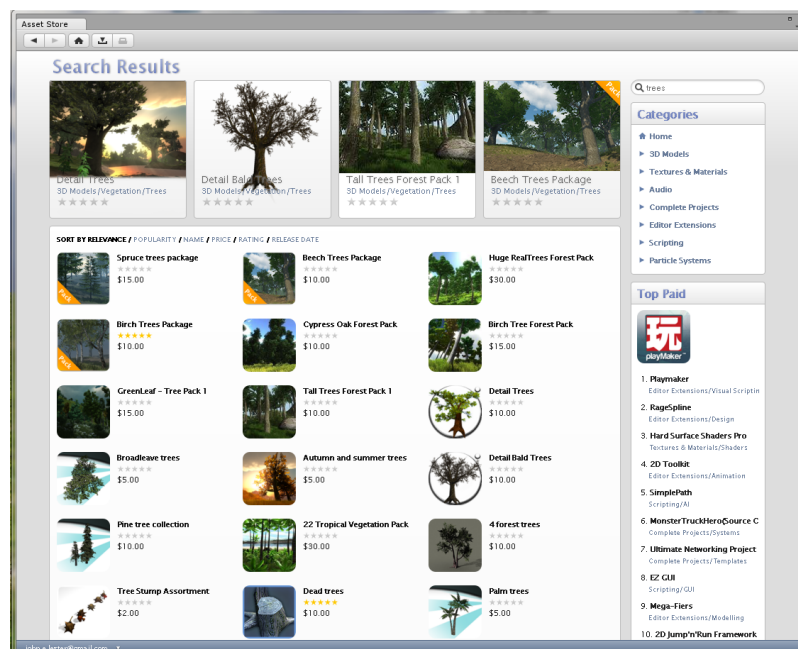 Asset Store
Search Results
trees
Pack
Detail Trees
3D Models/Vegetation/Trees
Detail Bald Trees
3D Models/Vegetation/Trees
Tall Trees Forest Pack 1
3D Models/Vegetation/Trees
Beech Trees Package
3D Models/Vegetation/Trees
Categories
Home
3D Models
Textures & Materials
Audio
Complete Projects
Editor Extensions
Scripting
Particle Systems
SORT BY RELEVANCE / POPULARITY / NAME / PRICE / RATING / RELEASE DATE
Spruce trees package
$15.00
Pack
Beech Trees Package
$10.00
Pack
Huge RealTrees Forest Pack
$30.00
Birch Trees Package
$10.00
Pack
Cypress Oak Forest Pack
$10.00
Birch Tree Forest Pack
$15.00
GreenLeaf - Tree Pack 1
$15.00
Tall Trees Forest Pack 1
$10.00
Detail Trees
$10.00
Broadleave trees
$5.00
Autumn and summer trees
$5.00
Detail Bald Trees
$10.00
Pine tree collection
$10.00
22 Tropical Vegetation Pack
$30.00
4 forest trees
$10.00
Tree Stump Assortment
$2.00
Dead trees
$10.00
Palm trees
$5.00
Top Paid
玩
playMaker
1. Playmaker
Editor Extensions/Visual Scriptin
2. RageSpline
Editor Extensions/Design
3. Hard Surface Shaders Pro
Textures & Materials/Shaders
4. 2D Toolkit
Editor Extensions/Animation
5. SimplePath
Scripting/AI
6. MonsterTruckHero(Source C
Complete Projects/Systems
7. Ultimate Networking Project
Complete Projects/Templates
8. EZ GUI
Scripting/GUI
9. Mega-Fiers
Editor Extensions/Modelling
10. 2D Jump'n'Run Framework